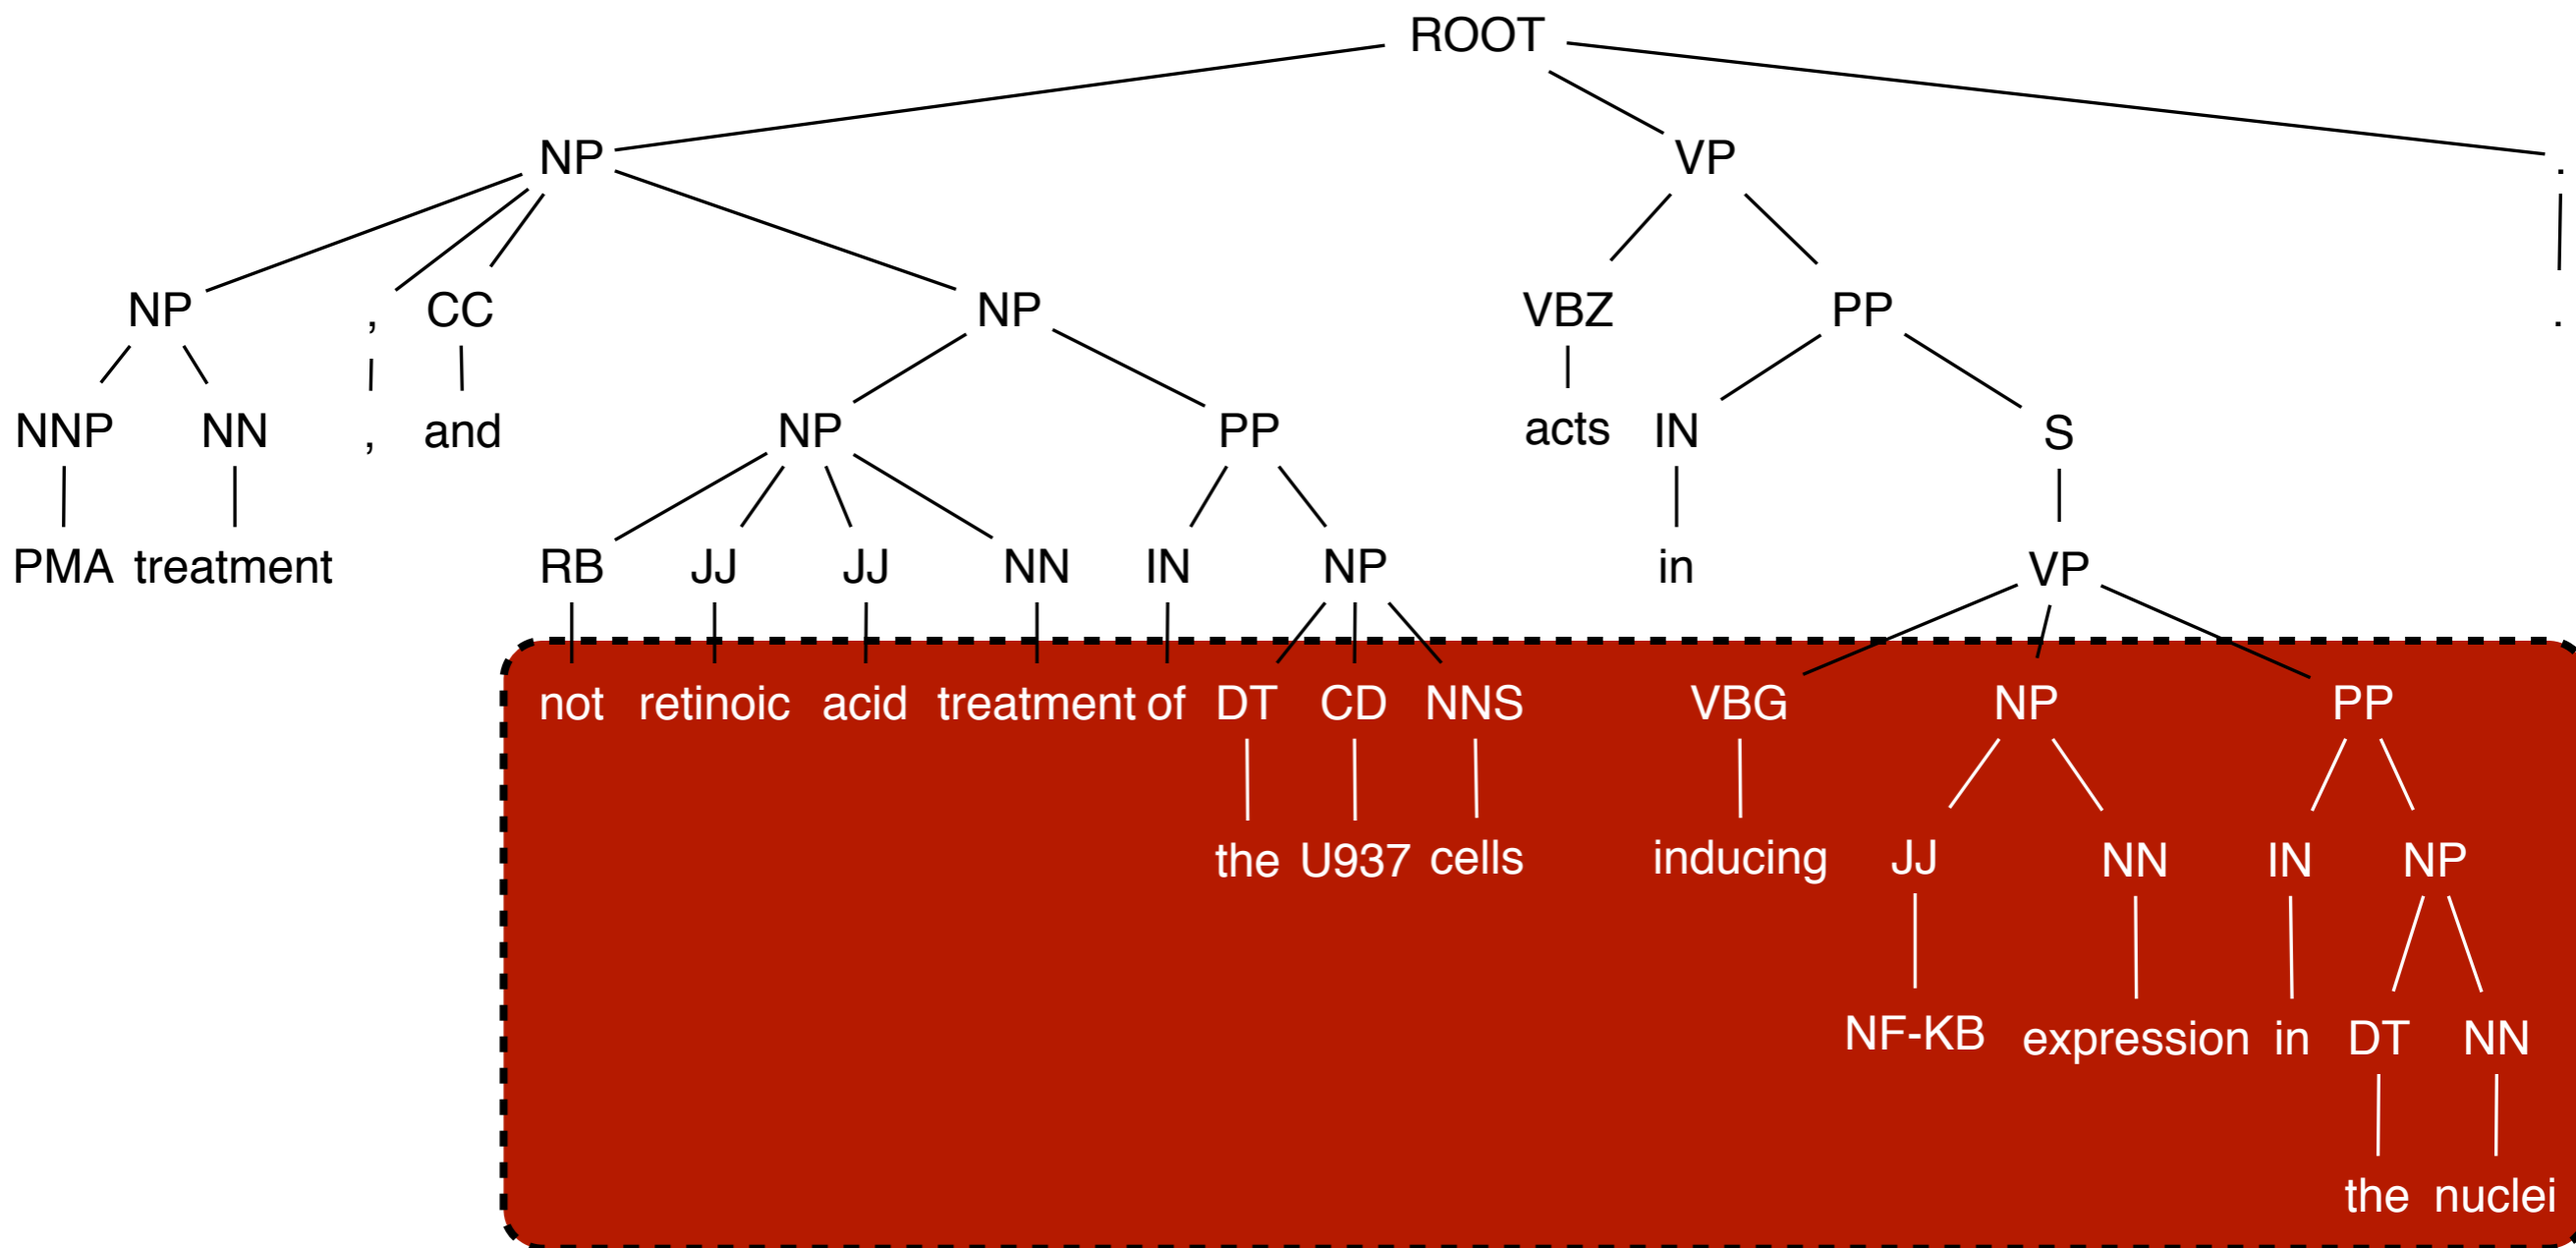 ROOT
NP VP .
NP , CC NP VBZ PP .
NNP NN , and NP PP acts IN S
PMA treatment RB JJ JJ NN IN NP in VP
not retinoic acid treatment of DT CD NNS VBG NP PP
the U937 cells inducing JJ NN IN NP
NF-KB expression in DT NN
the nuclei